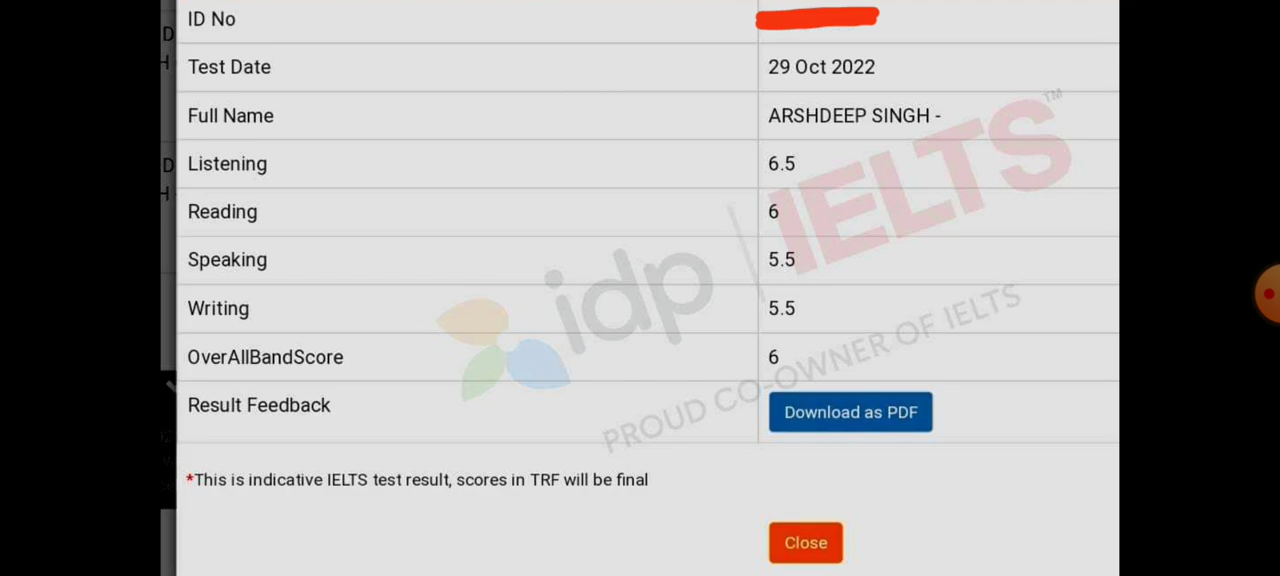 ID No
Test Date 29 Oct 2022
Full Name ARSHDEEP SINGH -
Listening 6.5
Reading 6
Speaking 5.5
Writing 5.5
OverAllBandScore 6
Result Feedback Download as PDF
idp | IELTS™
PROUD CO-OWNER OF IELTS
*This is indicative IELTS test result, scores in TRF will be final
Close